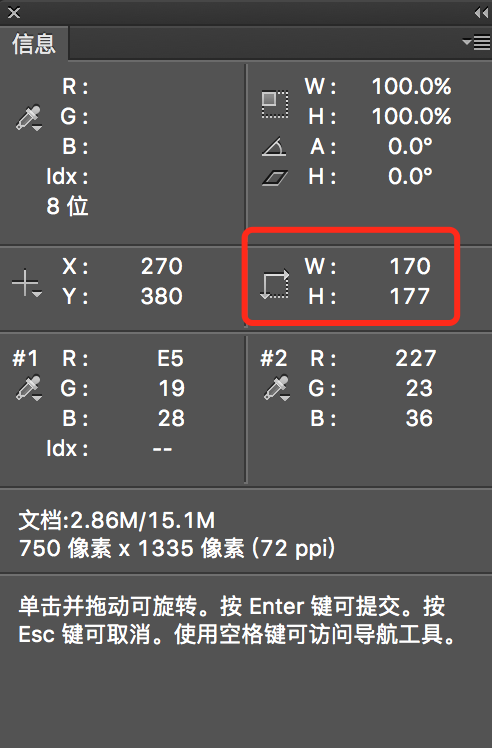 信息
R :
G :
B :
Idx :
8 位
W : 100.0%
H : 100.0%
A : 0.0°
H : 0.0°
X : 270
Y : 380
W : 170
H : 177
#1 R : E5
G : 19
B : 28
Idx : --
#2 R : 227
G : 23
B : 36
文档:2.86M/15.1M
750 像素 x 1335 像素 (72 ppi)
单击并拖动可旋转。按 Enter 键可提交。按
Esc 键可取消。使用空格键可访问导航工具。